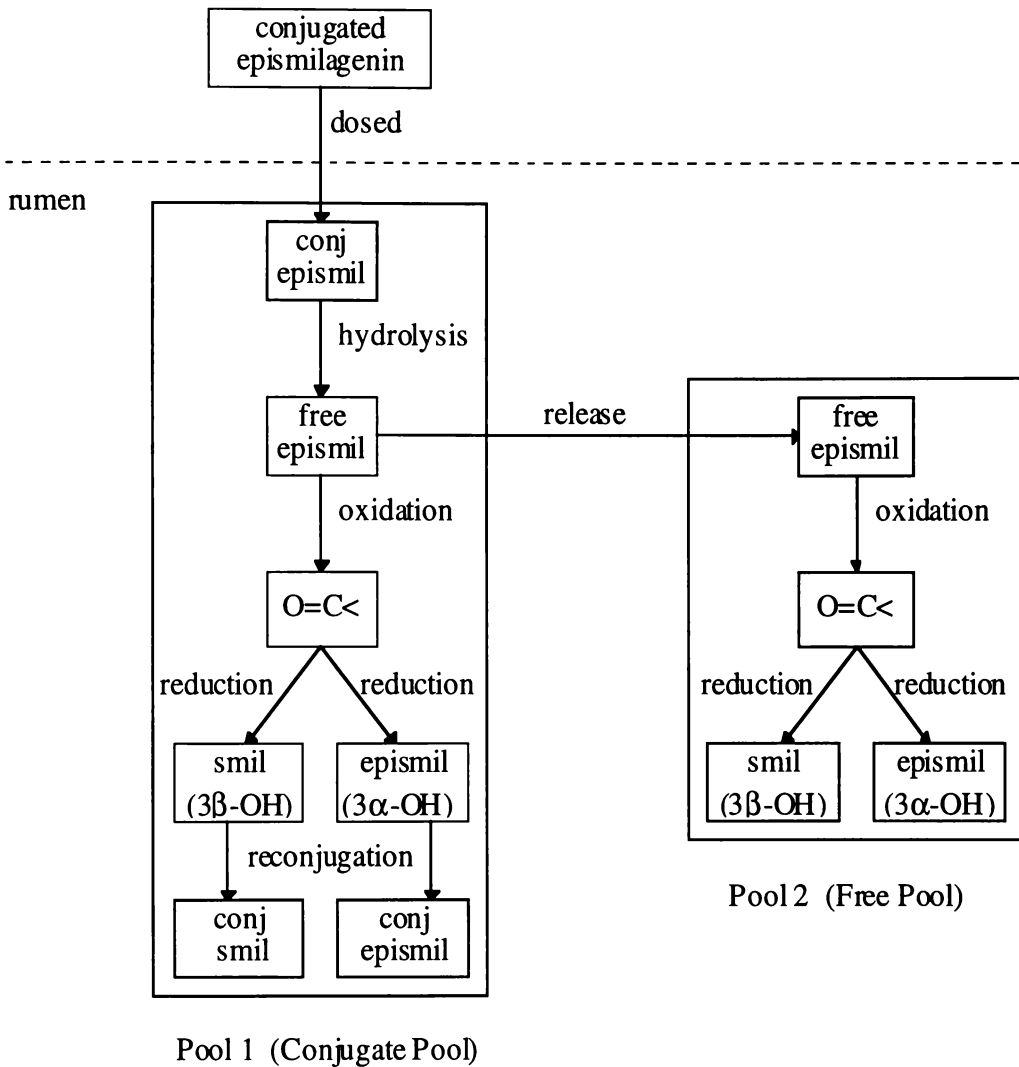 conjugated
epismilagenin
dosed
rumen
conj
epismil
hydrolysis
free
epismil
release
free
epismil
oxidation
oxidation
O=C<
O=C<
reduction
reduction
reduction
reduction
smil
(3β-OH)
epismil
(3α-OH)
smil
(3β-OH)
epismil
(3α-OH)
reconjugation
conj
smil
conj
epismil
Pool 2 (Free Pool)
Pool 1 (Conjugate Pool)